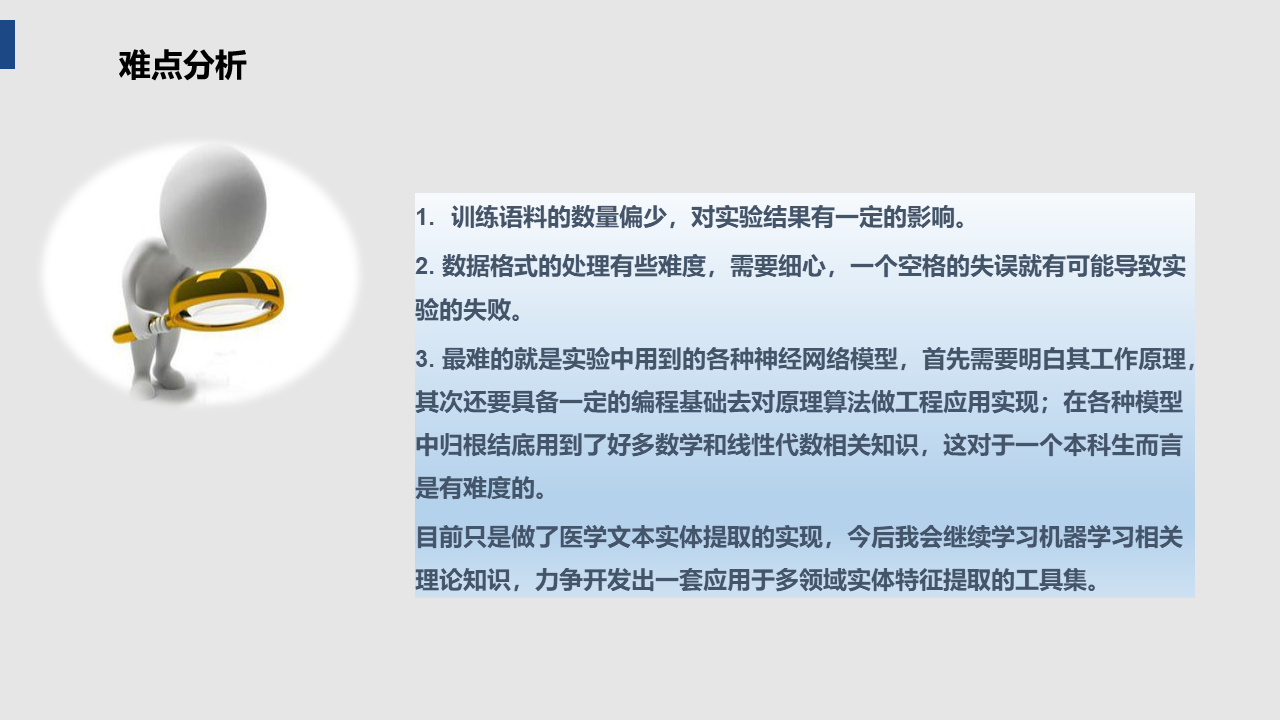 难点分析
1.  训练语料的数量偏少，对实验结果有一定的影响。
2. 数据格式的处理有些难度，需要细心，一个空格的失误就有可能导致实
验的失败。
3. 最难的就是实验中用到的各种神经网络模型，首先需要明白其工作原理，
其次还要具备一定的编程基础去对原理算法做工程应用实现；在各种模型
中归根结底用到了好多数学和线性代数相关知识，这对于一个本科生而言
是有难度的。
目前只是做了医学文本实体提取的实现，今后我会继续学习机器学习相关
理论知识，力争开发出一套应用于多领域实体特征提取的工具集。